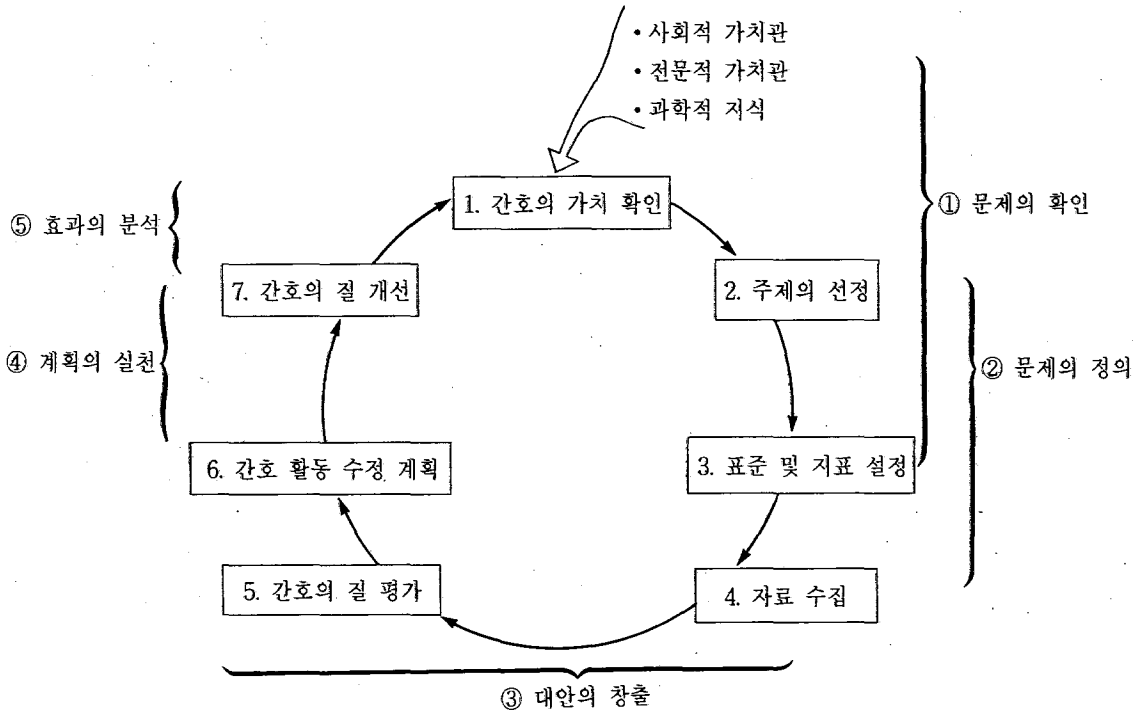 • 사회적 가치관
• 전문적 가치관
• 과학적 지식
1. 간호의 가치 확인
① 문제의 확인
⑤ 효과의 분석
2. 주제의 선정
7. 간호의 질 개선
④ 계획의 실천
② 문제의 정의
3. 표준 및 지표 설정
6. 간호 활동 수정 계획
5. 간호의 질 평가
4. 자료 수집
③ 대안의 창출